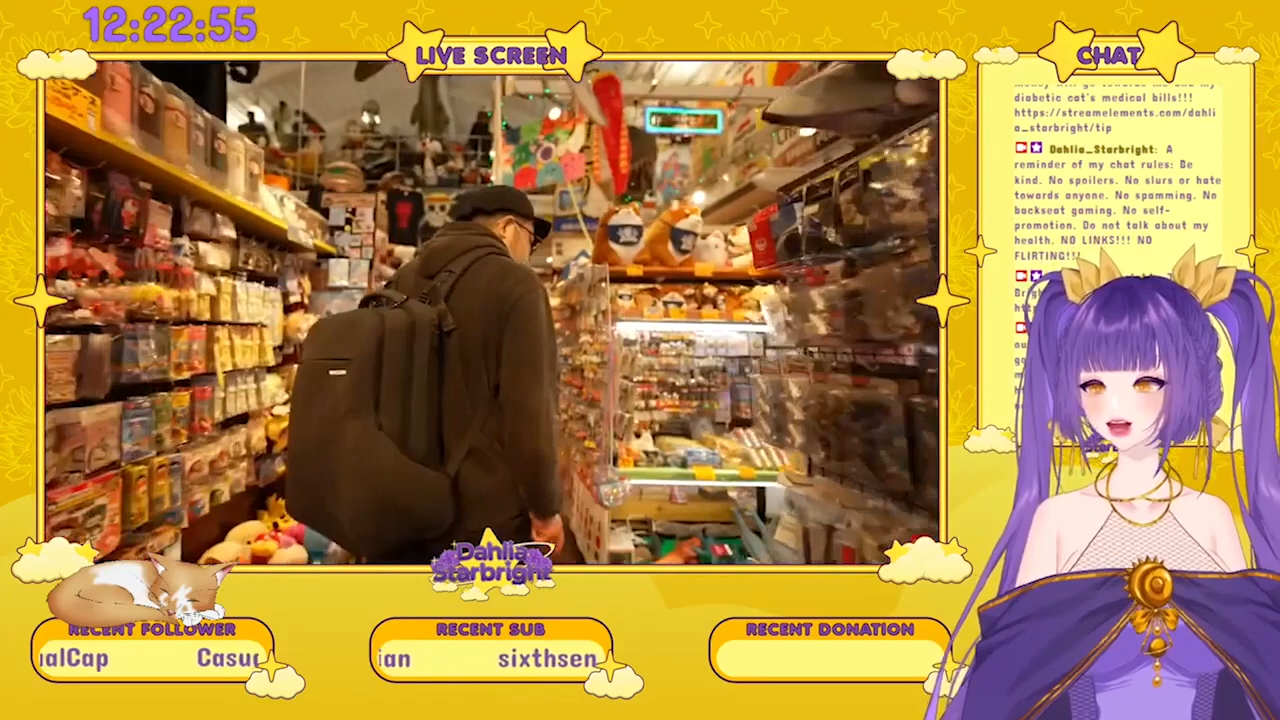 12:22:55
LIVE SCREEN
CHAT
money will go towards me and my
diabetic cat's medical bills!!!
https://streamelements.com/dahli
a_starbright/tip
Dahlia_Starbright: A
reminder of my chat rules: Be
kind. No spoilers. No slurs or hate
towards anyone. No spamming. No
backseat gaming. No self-
promotion. Do not talk about my
health. NO LINKS!!! NO
FLIRTING!!!
Dahlia
Starbright
RECENT FOLLOWER
RECENT SUB
RECENT DONATION
alCap Casu
ian sixthsen